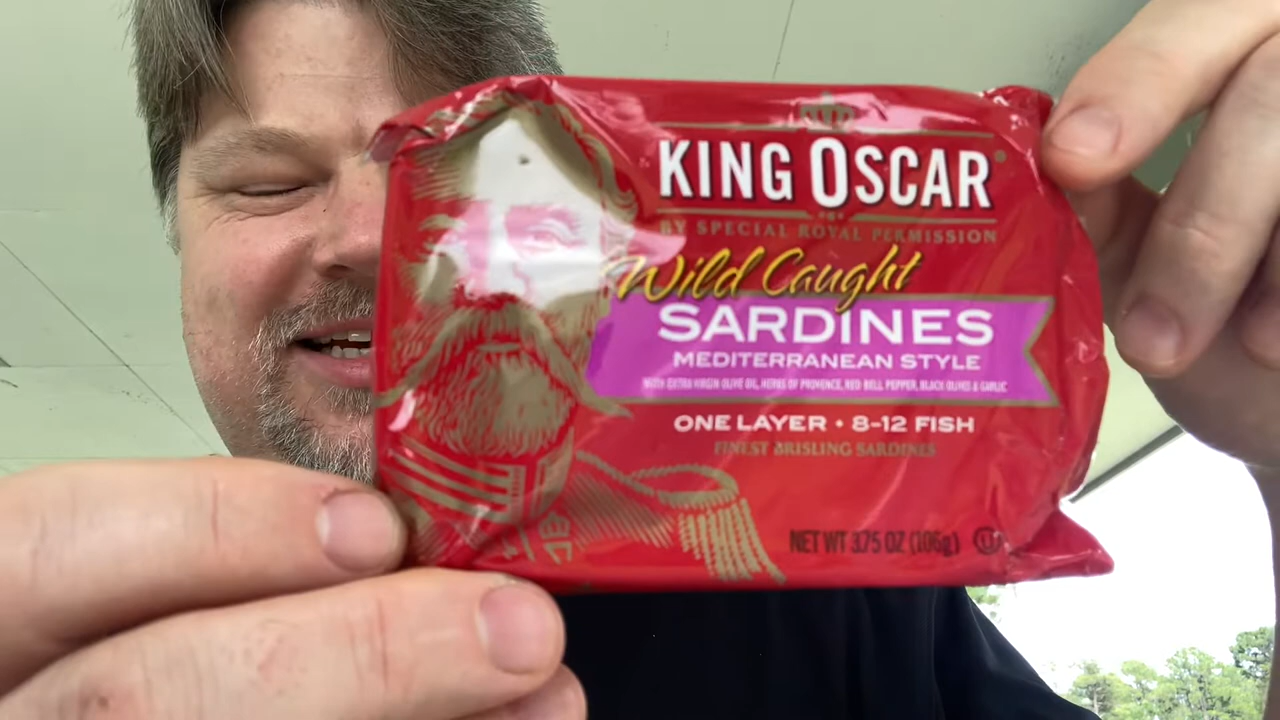 KING OSCAR
BY SPECIAL ROYAL PERMISSION
Wild Caught
SARDINES
MEDITERRANEAN STYLE
WITH EXTRA VIRGIN OLIVE OIL, HERBS OF PROVENCE, RED BELL PEPPER, BLACK OLIVES & GARLIC
ONE LAYER • 8-12 FISH
FINEST BRISLING SARDINES
NET WT 3.75 OZ (106g) U